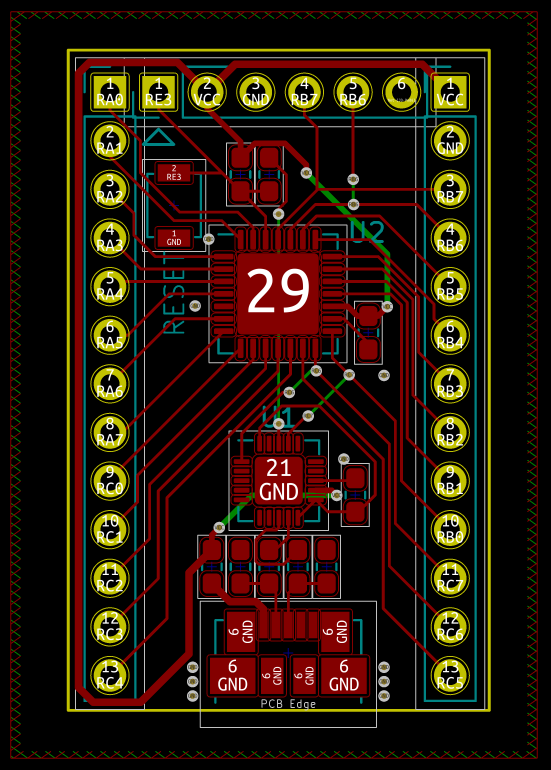 1
RA0
1
RE3
2
VCC
3
GND
4
RB7
5
RB6
6
1
VCC
2
RA1
2
GND
2
RE3
3
RA2
3
RB7
1
GND
4
RA3
U2
4
RB6
RESET
29
5
RA4
5
RB5
6
RA5
6
RB4
7
RA6
7
RB3
U1
8
RA7
8
RB2
21
GND
9
RC0
9
RB1
10
RC1
10
RB0
11
RC2
11
RC7
12
RC3
6
GND
6
GND
12
RC6
13
RC4
6
GND
6
GND
6
GND
6
GND
13
RC5
PCB Edge